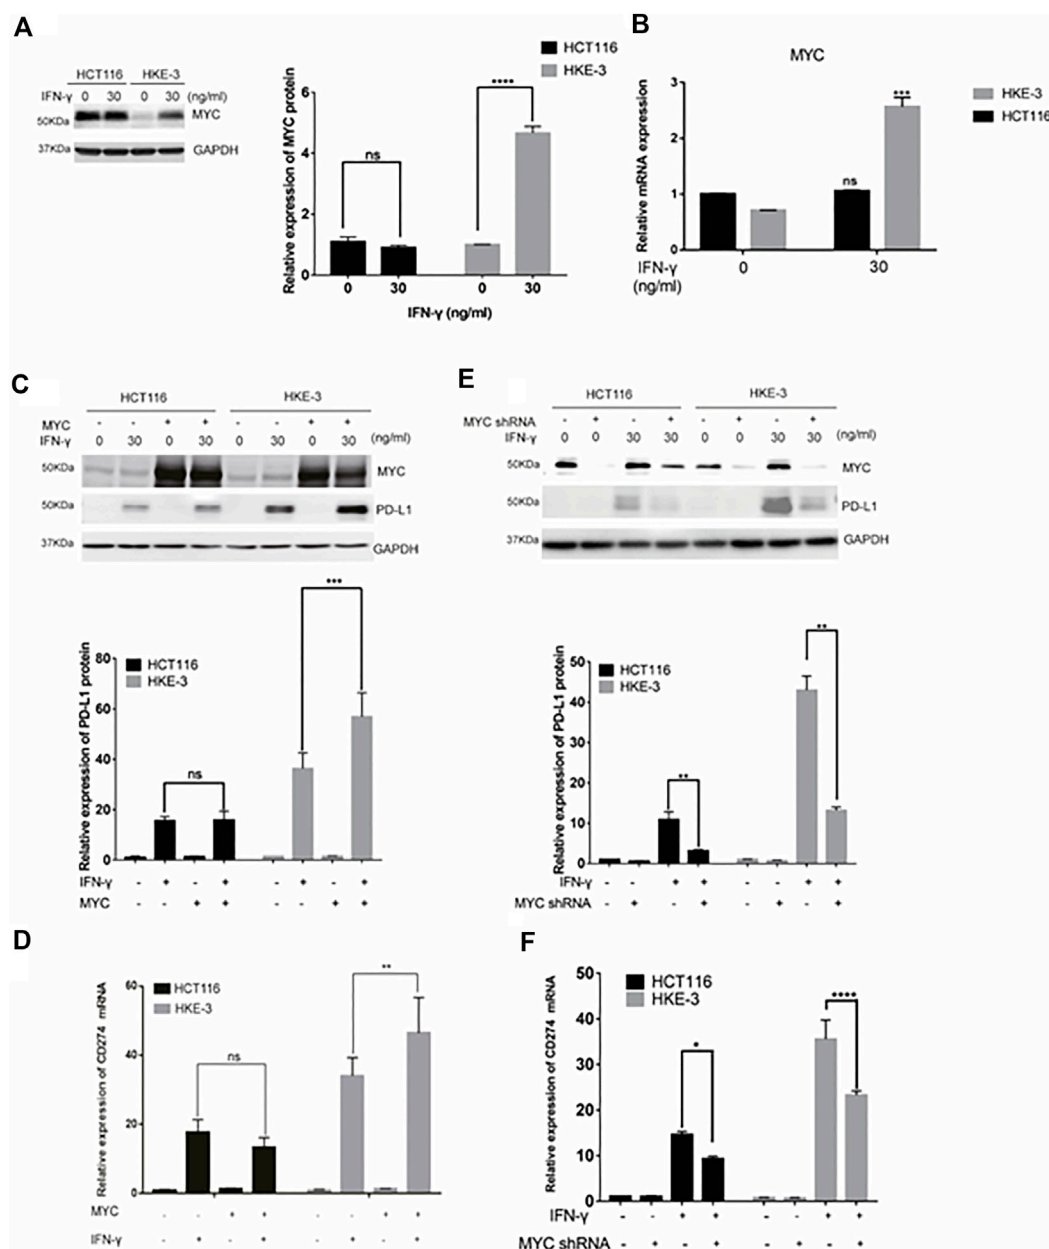 A
HCT116 HKE-3
IFN-γ 0 30 0 30 (ng/ml)
MYC
50KDa
37KDa
GAPDH
HCT116
HKE-3
Relative expression of MYC protein
6
4
2
0
ns
****
0 30 0 30
IFN-γ (ng/ml)
B
MYC
HKE-3
HCT116
Relative mRNA expression
3
2
1
0
ns
***
IFN-γ 0 30
(ng/ml)
C
HCT116 HKE-3
MYC - - + + - - + +
IFN-γ 0 30 0 30 0 30 0 30 (ng/ml)
50KDa MYC
50KDa PD-L1
37KDa GAPDH
HCT116
HKE-3
Relative expression of PD-L1 protein
80
60
40
20
0
ns
***
IFN-γ - + - + - + - +
MYC - - + + - - + +
E
HCT116 HKE-3
MYC shRNA - + - + - + - +
IFN-γ 0 0 30 30 0 0 30 30 (ng/ml)
50KDa MYC
50KDa PD-L1
37KDa GAPDH
HCT116
HKE-3
Relative expression of PD-L1 protein
50
40
30
20
10
0
**
**
IFN-γ - - + + - - + +
MYC shRNA - + - + - + - +
D
HCT116
HKE-3
Relative expression of CD274 mRNA
60
40
20
0
ns
**
MYC - - + + - - + +
IFN-γ - + - + - + - +
F
HCT116
HKE-3
Relative expression of CD274 mRNA
50
40
30
20
10
0
*
****
IFN-γ - - + + - - + +
MYC shRNA - + - + - + - +